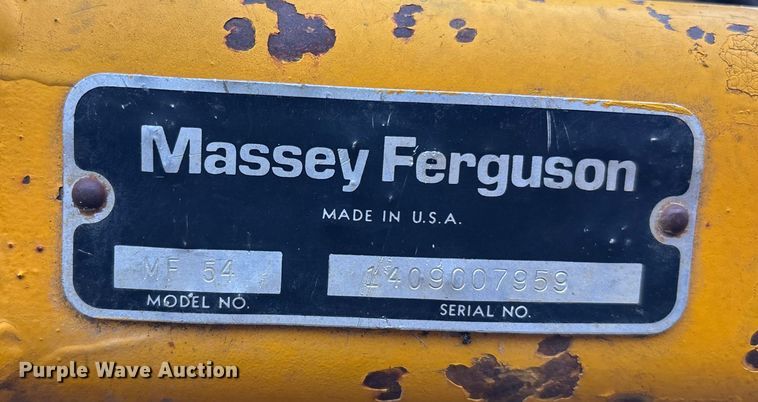 Massey Ferguson
MADE IN U.S.A.
MF 54 1409007959
MODEL NO. SERIAL NO.
Purple Wave Auction